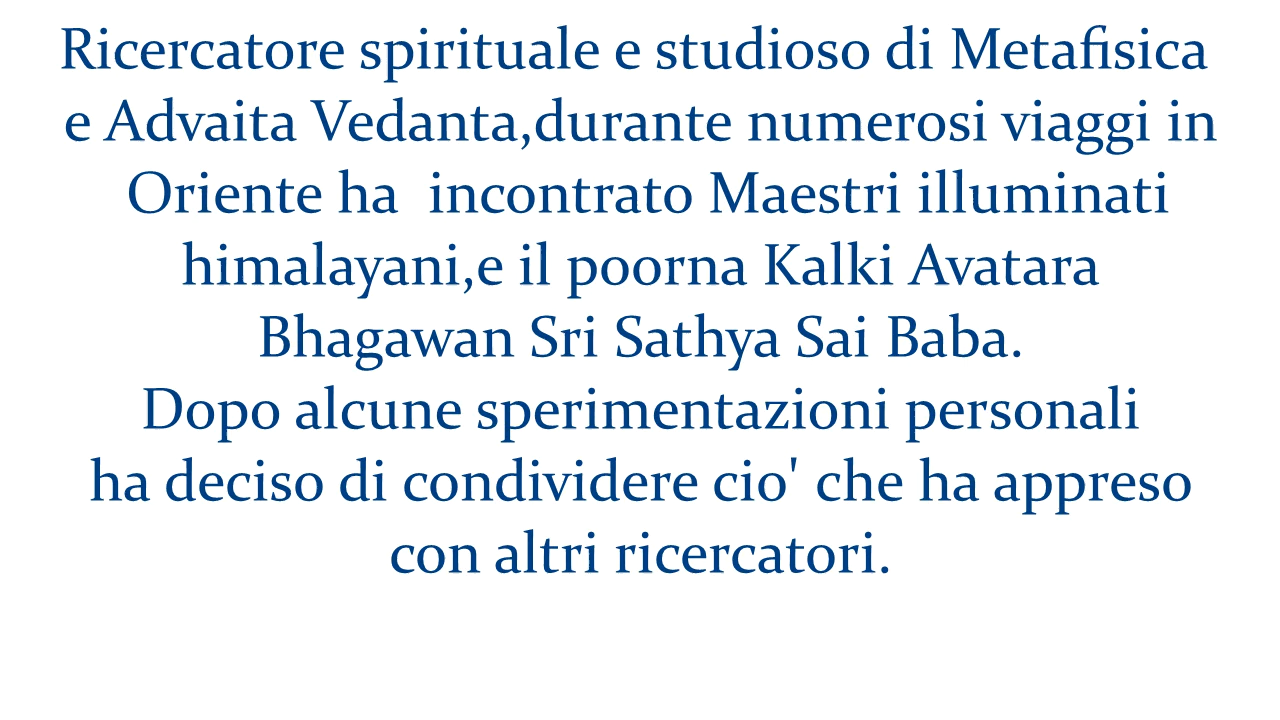 Ricercatore spirituale e studioso di Metafisica
e Advaita Vedanta,durante numerosi viaggi in
Oriente ha  incontrato Maestri illuminati
himalayani,e il poorna Kalki Avatara
Bhagawan Sri Sathya Sai Baba.
Dopo alcune sperimentazioni personali
ha deciso di condividere cio' che ha appreso
con altri ricercatori.